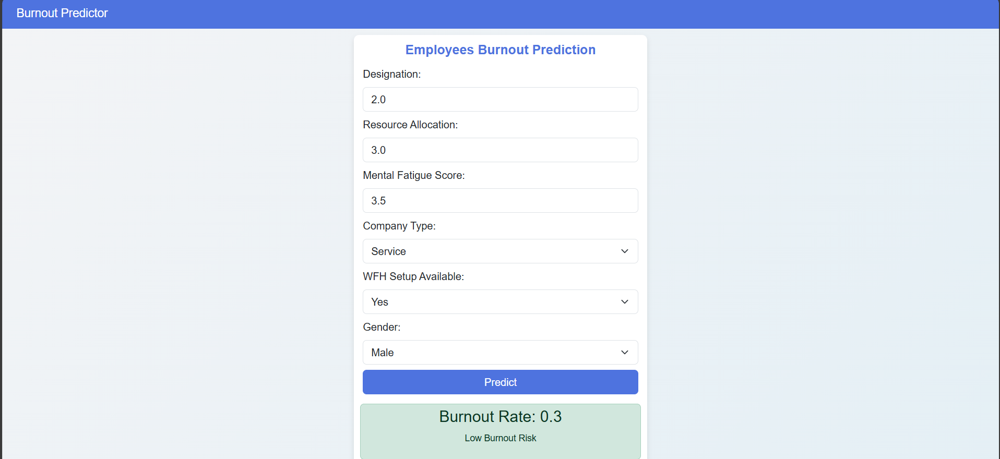 Burnout Predictor
Employees Burnout Prediction
Designation:
2.0
Resource Allocation:
3.0
Mental Fatigue Score:
3.5
Company Type:
Service
WFH Setup Available:
Yes
Gender:
Male
Predict
Burnout Rate: 0.3
Low Burnout Risk